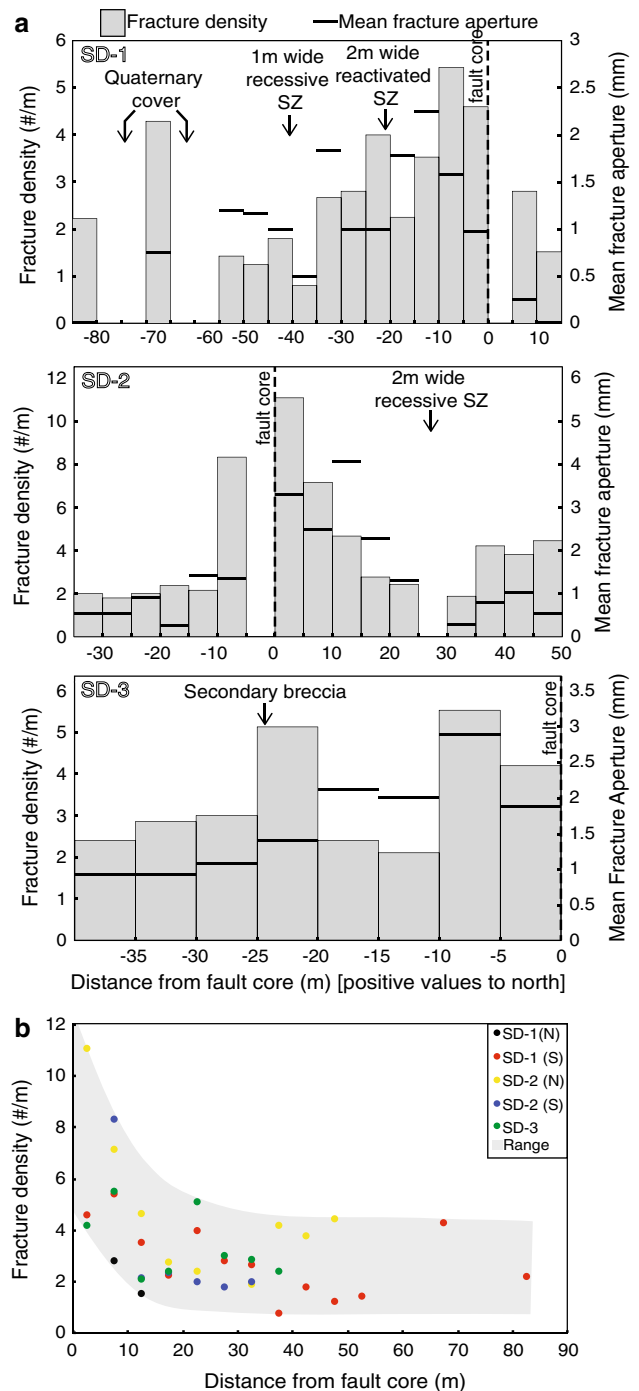 a
Fracture density
Mean fracture aperture
SD-1
Quaternary
cover
1m wide
recessive
SZ
2m wide
reactivated
SZ
fault core
Fracture density (#/m)
6
5
4
3
2
1
0
Mean fracture aperture (mm)
3
2.5
2
1.5
1
0.5
0
-80 -70 -60 -50 -40 -30 -20 -10 0 10
SD-2
fault core
2m wide
recessive SZ
Fracture density (#/m)
12
10
8
6
4
2
0
Mean fracture aperture (mm)
6
5
4
3
2
1
0
-30 -20 -10 0 10 20 30 40 50
SD-3
Secondary breccia
fault core
Fracture density (#/m)
6
5
4
3
2
1
0
Mean Fracture Aperture (mm)
3.5
3
2.5
2
1.5
1
0.5
0
-35 -30 -25 -20 -15 -10 -5 0
Distance from fault core (m) [positive values to north]
b
Fracture density (#/m)
12
10
8
6
4
2
0
SD-1(N)
SD-1 (S)
SD-2 (N)
SD-2 (S)
SD-3
Range
0 10 20 30 40 50 60 70 80 90
Distance from fault core (m)